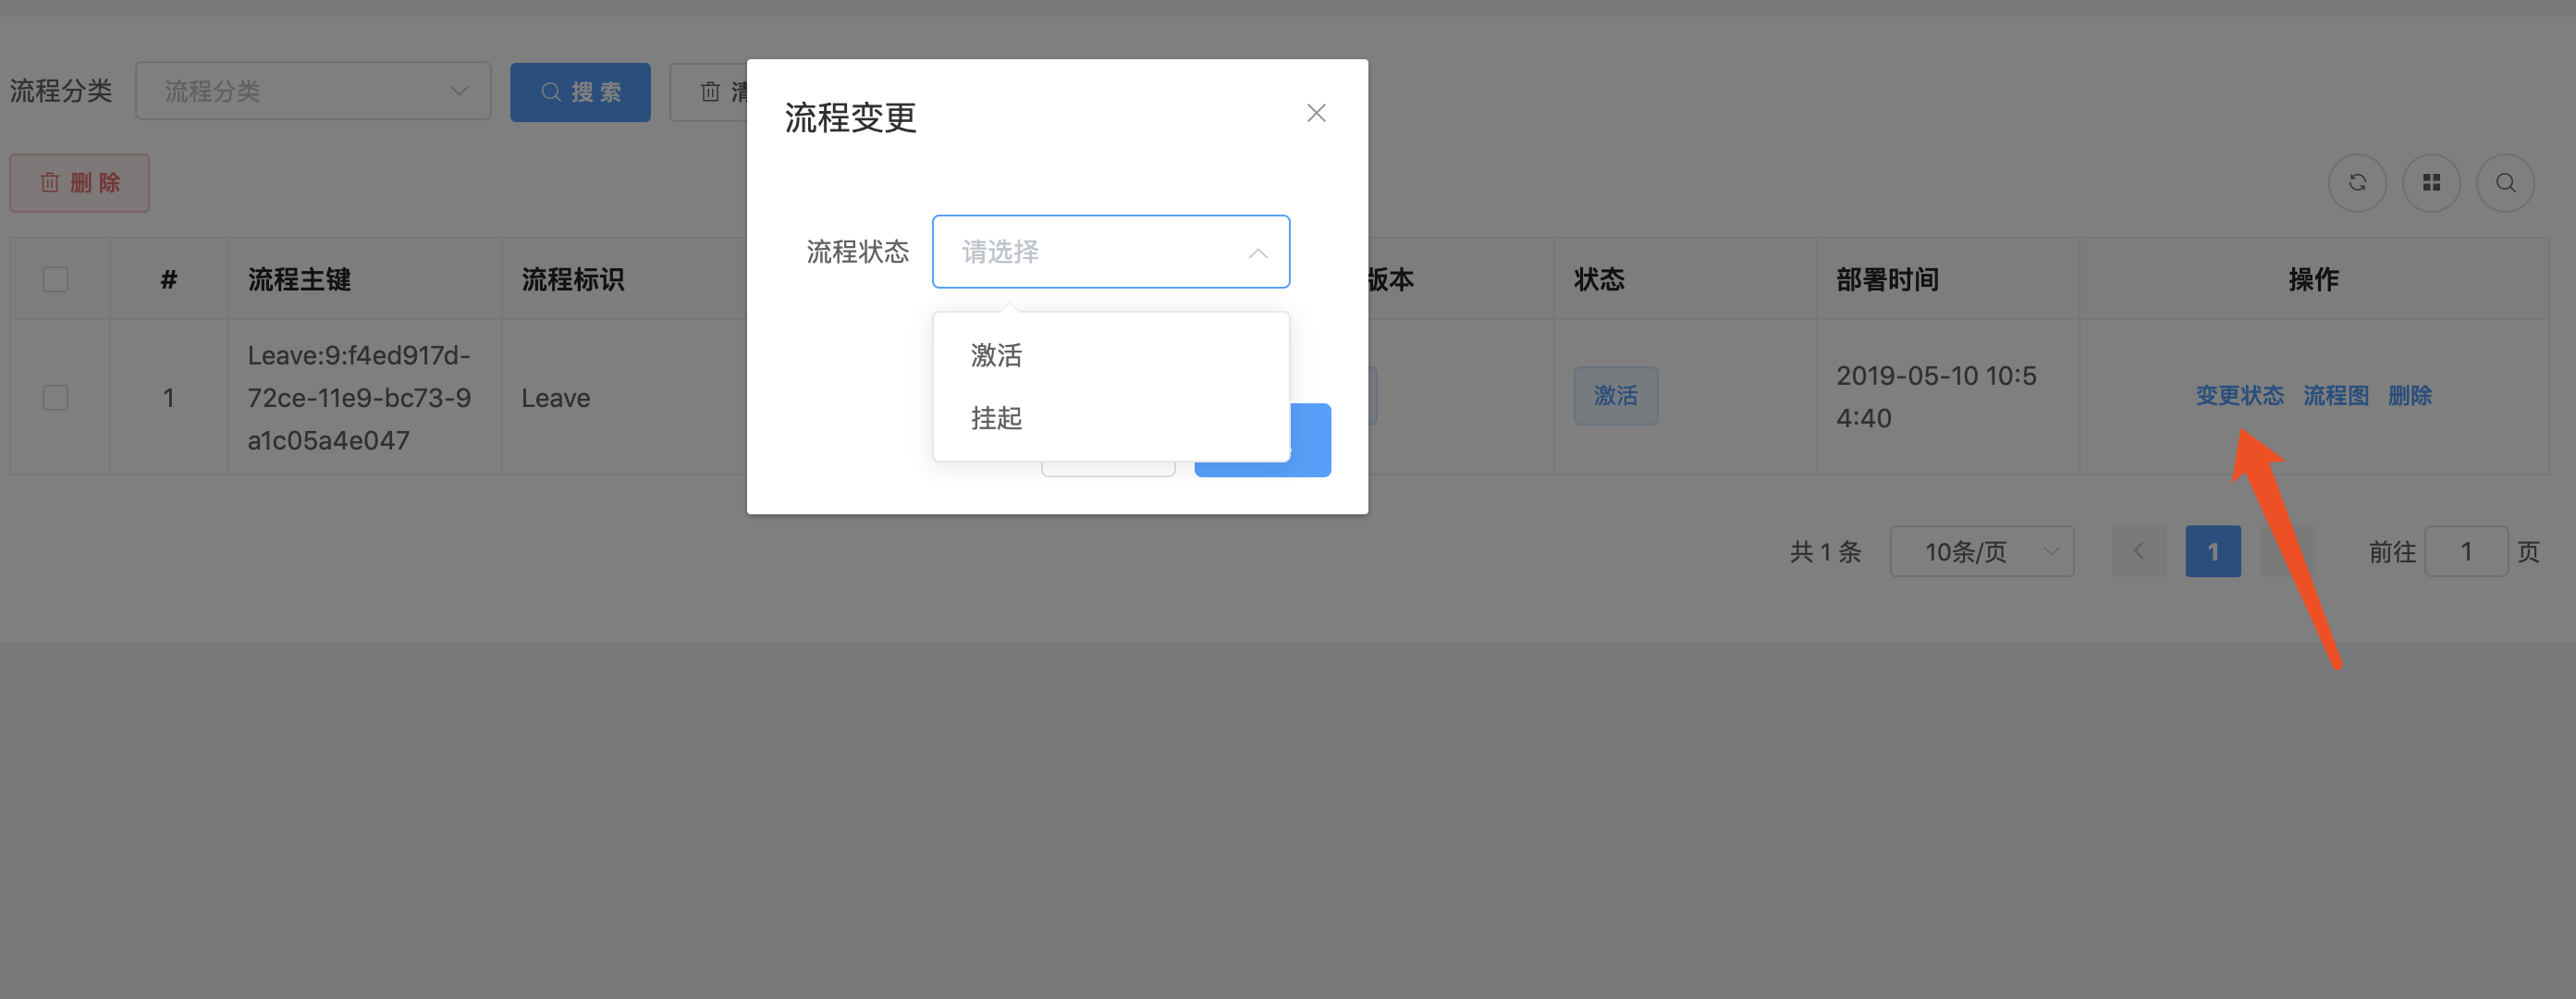 流程分类 流程分类 搜 索 清
删 除
流程变更
流程状态 请选择
激活
挂起
# 流程主键 流程标识 版本 状态 部署时间 操作
1 Leave:9:f4ed917d-
72ce-11e9-bc73-9
a1c05a4e047 Leave 激活 2019-05-10 10:5
4:40 变更状态 流程图 删除
共 1 条 10条/页 1 前往 1 页